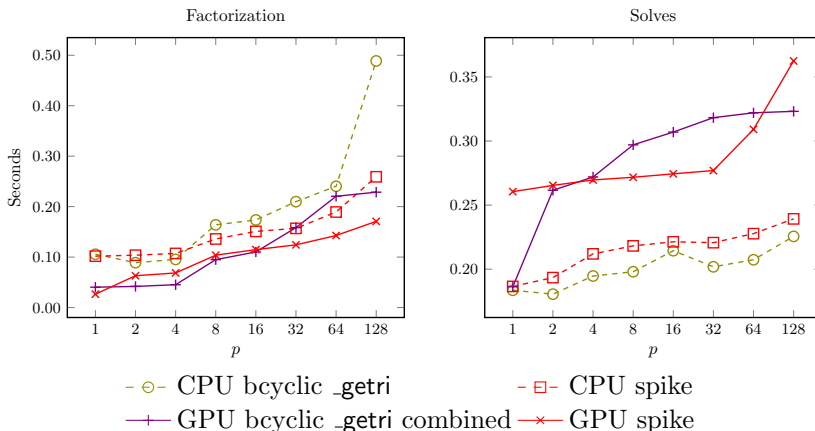 Factorization
Solves
0.50
0.40
0.30
0.20
0.10
0.00
Seconds
1 2 4 8 16 32 64 128
p
0.35
0.30
0.25
0.20
1 2 4 8 16 32 64 128
p
CPU bcyclic _getri
CPU spike
GPU bcyclic _getri combined
GPU spike